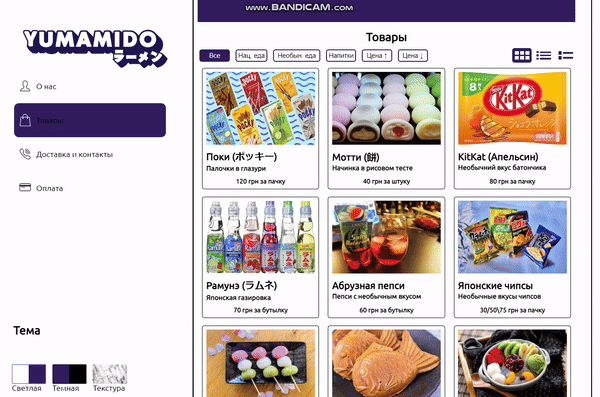 www.BANDICAM.com
YUMAMIDO
ラーメン
О нас
Товары
Доставка и контакты
Оплата
Тема
Светлая
Темная
Текстура
Товары
Все
Нац. еда
Необыч. еда
Напитки
Цена ↑
Цена ↓
Поки (ポッキー)
Палочки в глазури
120 грн за пачку
Мотти (餅)
Начинка в рисовом тесте
40 грн за штуку
KitKat
KitKat (Апельсин)
Необычный вкус батончика
80 грн за пачку
Рамунэ (ラムネ)
Японская газировка
70 грн за бутылку
Абрузная пепси
Пепси с необычным вкусом
60 грн за бутылку
Японские чипсы
Необычные вкусы чипсов
30/50\75 грн за пачку